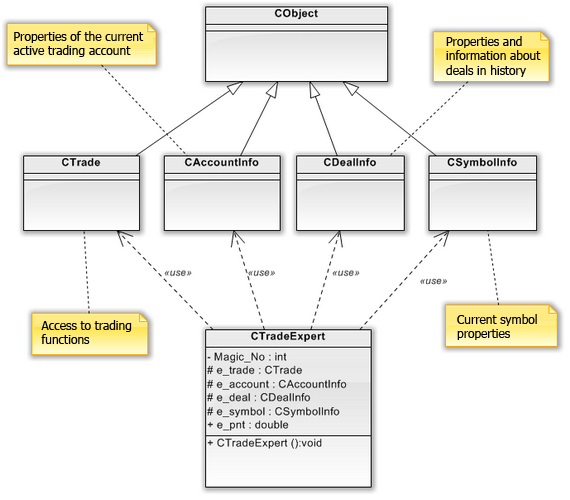 CObject
Properties of the current
active trading account
Properties and
information about
deals in history
CTrade
CAccountInfo
CDealInfo
CSymbolInfo
«use»
«use»
«use»
«use»
Access to trading
functions
Current symbol
properties
CTradeExpert
- Magic_No : int
# e_trade : CTrade
# e_account : CAccountInfo
# e_deal : CDealInfo
# e_symbol : CSymbolInfo
+ e_pnt : double
+ CTradeExpert ():void